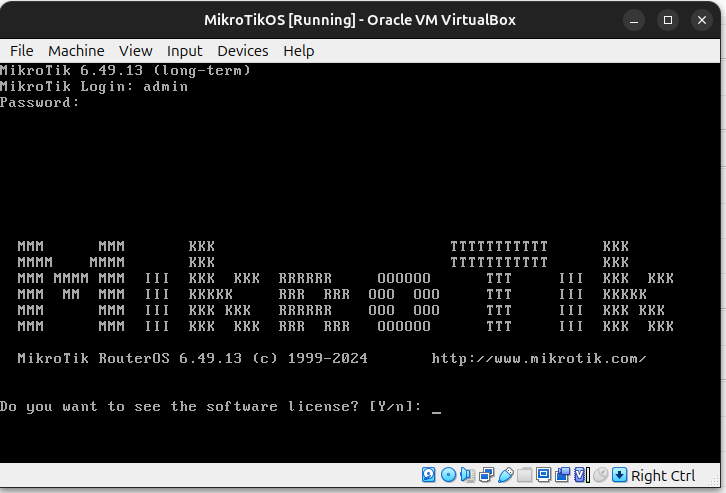 MikroTikOS [Running] - Oracle VM VirtualBox
File Machine View Input Devices Help
MikroTik 6.49.13 (long-term)
MikroTik Login: admin
Password:
MMM      MMM       KKK                          TTTTTTTTTTT      KKK
MMMM    MMMM       KKK                          TTTTTTTTTTT      KKK
MMM MMMM MMM  III  KKK  KKK  RRRRRR     OOOOOO      TTT     III  KKK  KKK
MMM  MM  MMM  III  KKKKK     RRR  RRR  OOO  OOO     TTT     III  KKKKK
MMM      MMM  III  KKK KKK   RRRRRR    OOO  OOO     TTT     III  KKK KKK
MMM      MMM  III  KKK  KKK  RRR  RRR   OOOOOO      TTT     III  KKK  KKK
MikroTik RouterOS 6.49.13 (c) 1999-2024       http://www.mikrotik.com/
Do you want to see the software license? [Y/n]: _
Right Ctrl